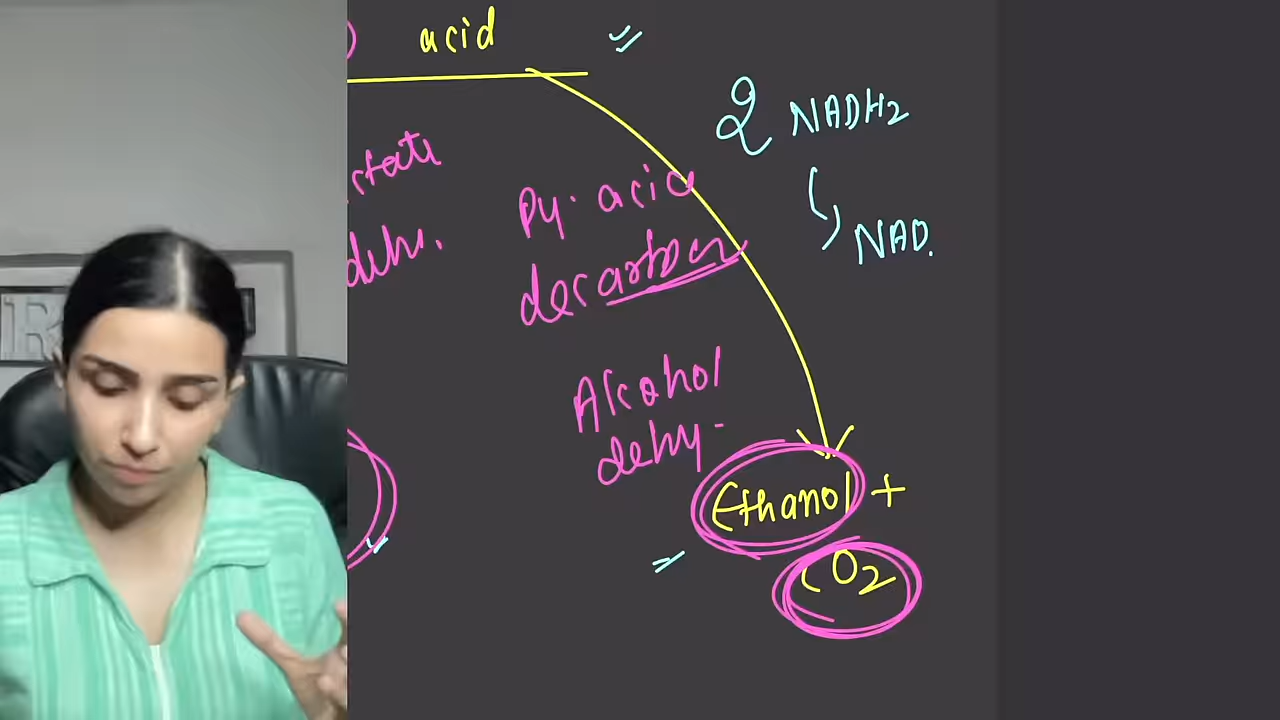 acid
2 NADH2
NAD.
Py. acid
decarbox
Alcohol
dehy-
Ethanol +
CO2